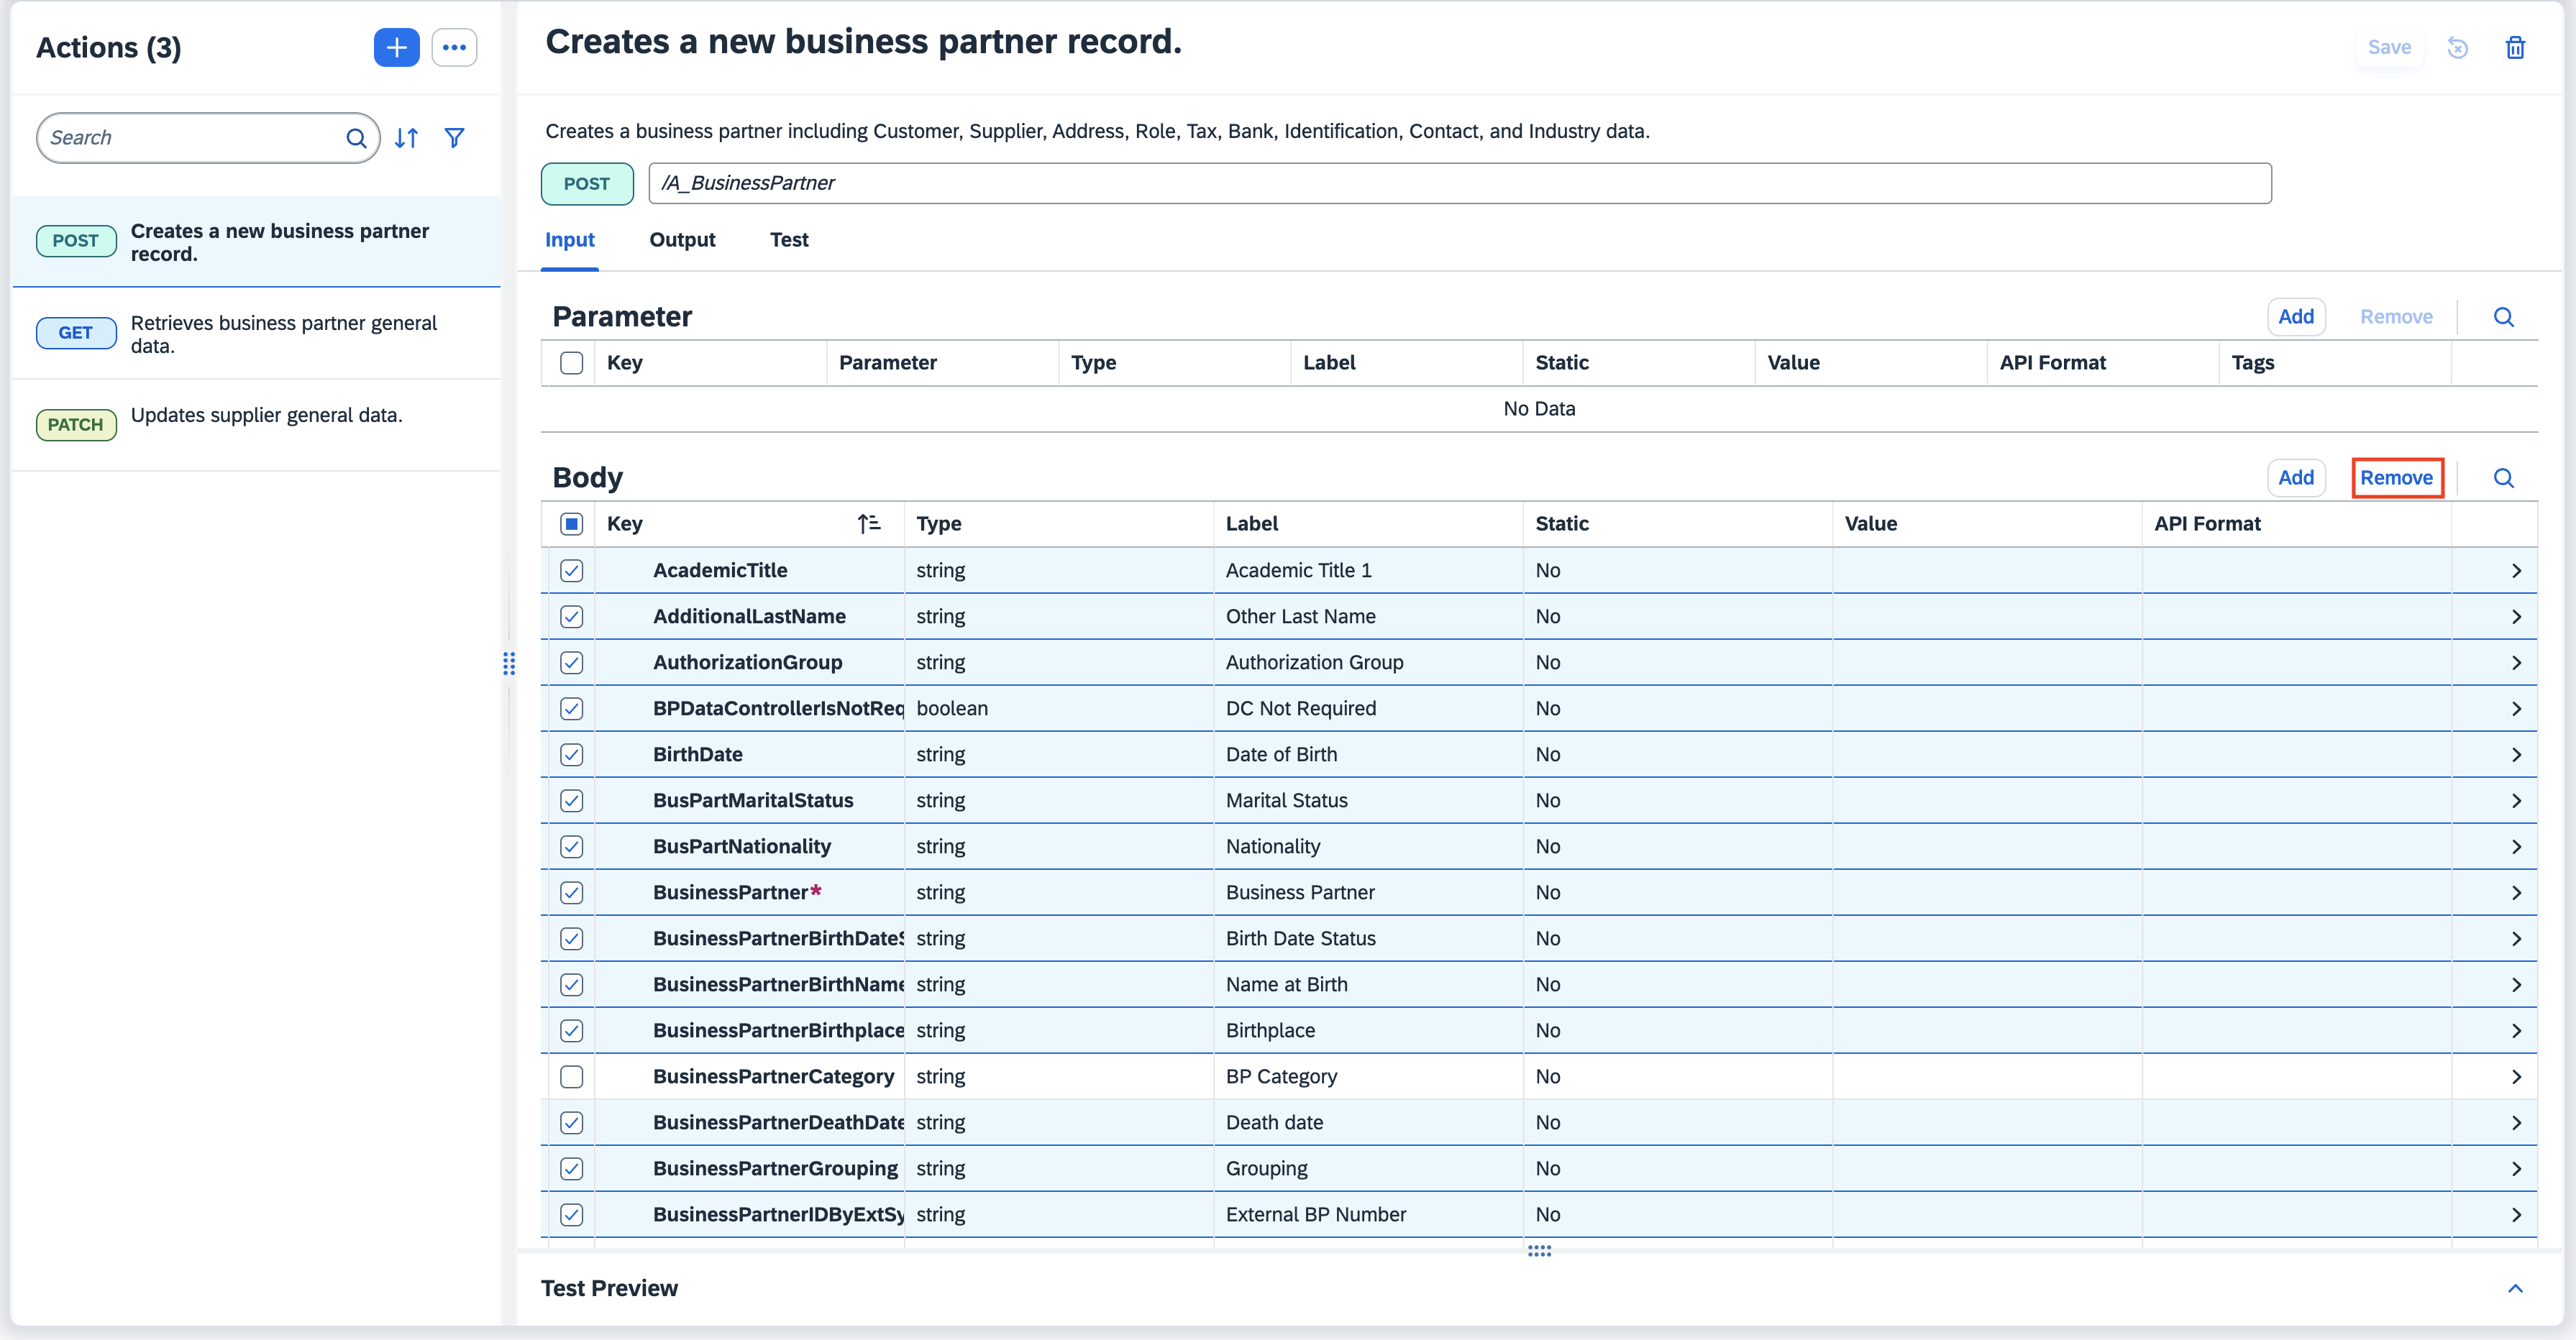 Actions (3)
Search
POST Creates a new business partner record.
GET Retrieves business partner general data.
PATCH Updates supplier general data.
Creates a new business partner record.
Save
Creates a business partner including Customer, Supplier, Address, Role, Tax, Bank, Identification, Contact, and Industry data.
POST /A_BusinessPartner
Input Output Test
Parameter Add Remove
Key Parameter Type Label Static Value API Format Tags
No Data
Body Add Remove
Key Type Label Static Value API Format
AcademicTitle string Academic Title 1 No
AdditionalLastName string Other Last Name No
AuthorizationGroup string Authorization Group No
BPDataControllerIsNotReq boolean DC Not Required No
BirthDate string Date of Birth No
BusPartMaritalStatus string Marital Status No
BusPartNationality string Nationality No
BusinessPartner* string Business Partner No
BusinessPartnerBirthDateS string Birth Date Status No
BusinessPartnerBirthName string Name at Birth No
BusinessPartnerBirthplace string Birthplace No
BusinessPartnerCategory string BP Category No
BusinessPartnerDeathDate string Death date No
BusinessPartnerGrouping string Grouping No
BusinessPartnerIDByExtSy string External BP Number No
Test Preview